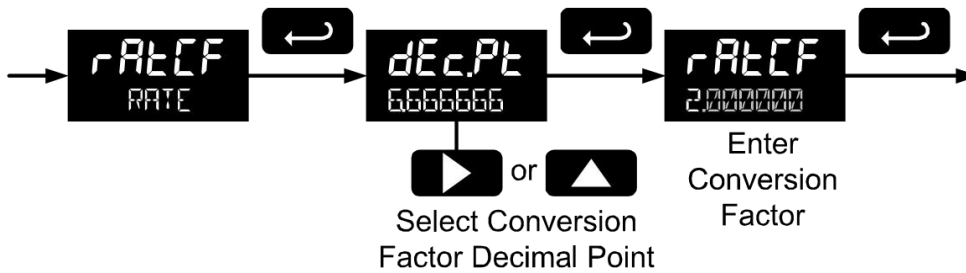 rAtCF
RATE
dEc.Pt
6.666666
rAtCF
2.000000
or
Select Conversion
Factor Decimal Point
Enter
Conversion
Factor